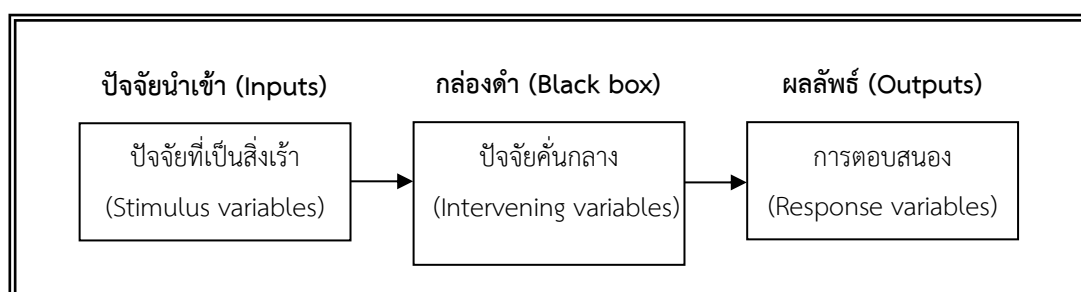 ปัจจัยนำเข้า (Inputs)
กล่องดำ (Black box)
ผลลัพธ์ (Outputs)
ปัจจัยที่เป็นสิ่งเร้า
(Stimulus variables)
ปัจจัยคั่นกลาง
(Intervening variables)
การตอบสนอง
(Response variables)